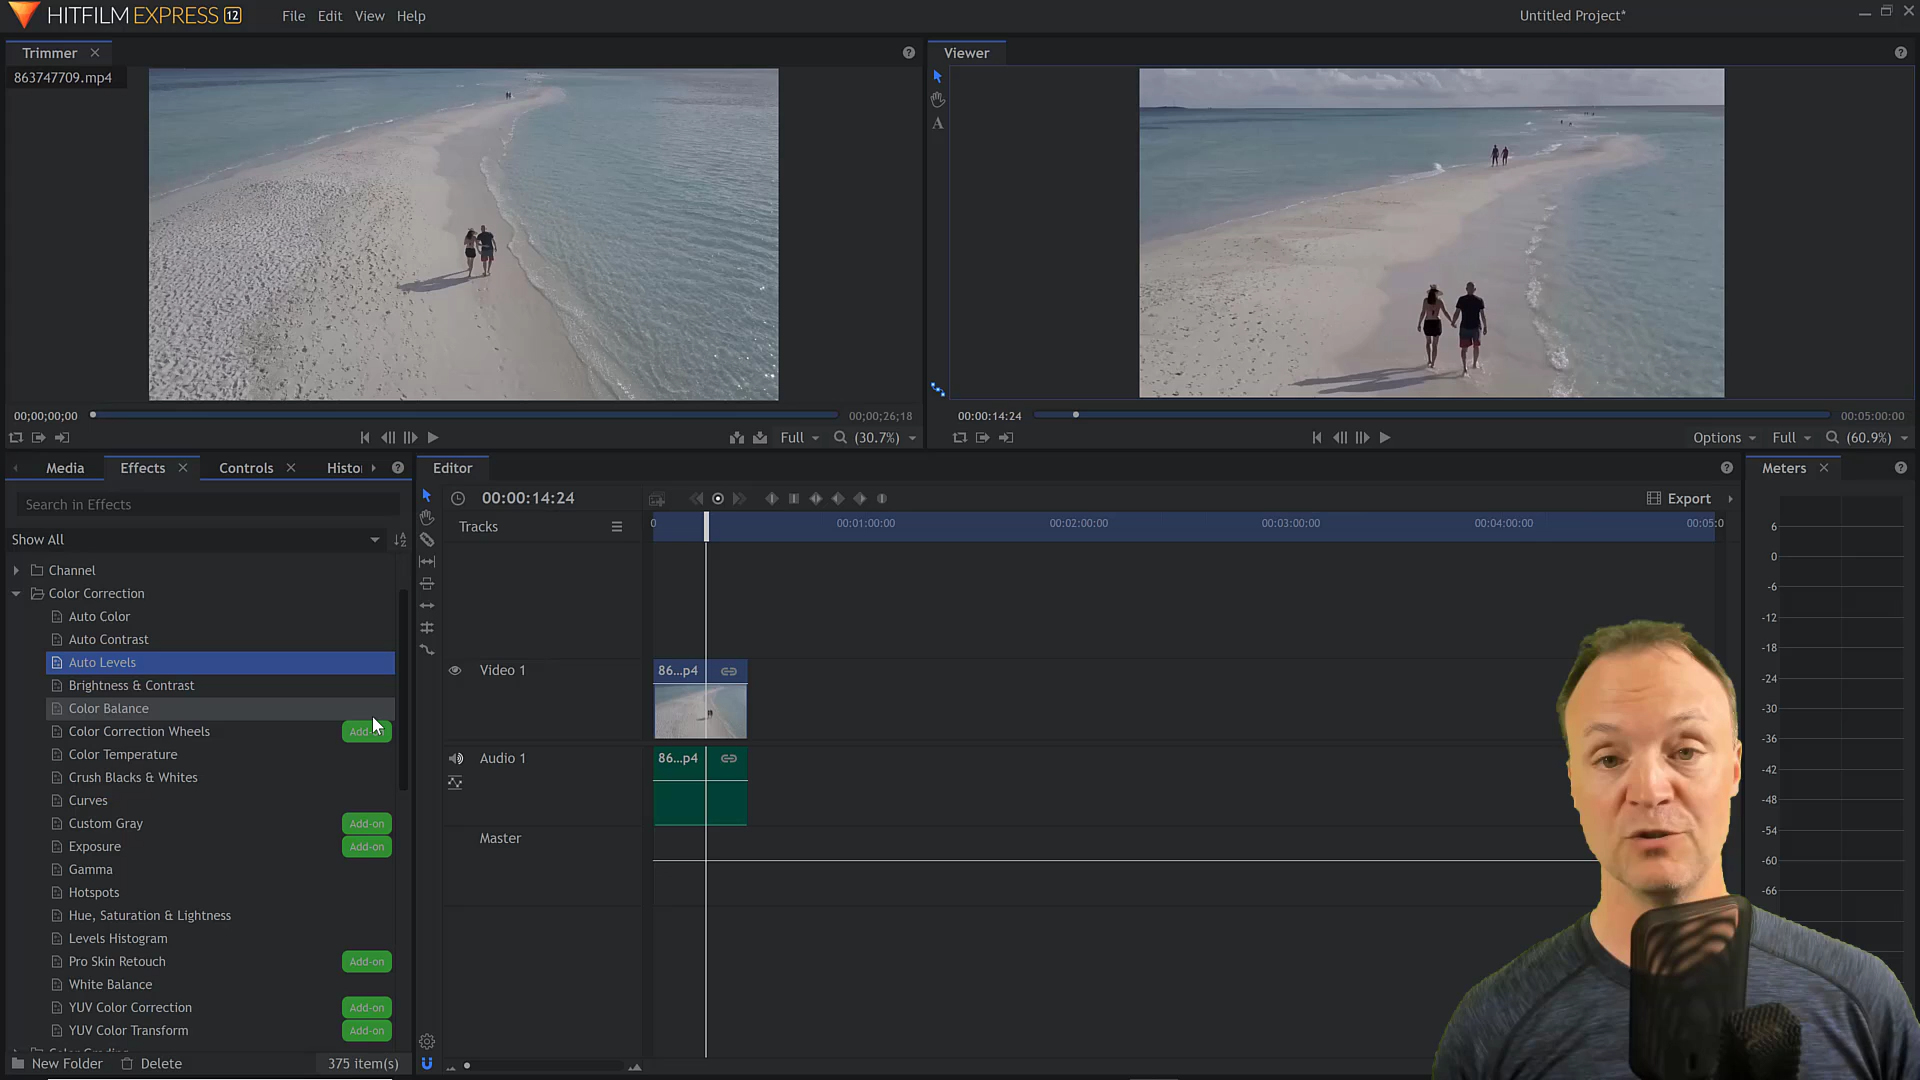 HITFILM EXPRESS 12
File Edit View Help
Untitled Project*
Trimmer
863747709.mp4
00;00;00;00
00;00;26;18
Full
(30.7%)
Viewer
00:00:14:24
00:05:00:00
Options
Full
(60.9%)
Media
Effects
Controls
Histo
Search in Effects
Show All
Channel
Color Correction
Auto Color
Auto Contrast
Auto Levels
Brightness & Contrast
Color Balance
Color Correction Wheels
Color Temperature
Crush Blacks & Whites
Curves
Custom Gray Add-on
Exposure Add-on
Gamma
Hotspots
Hue, Saturation & Lightness
Levels Histogram
Pro Skin Retouch Add-on
White Balance
YUV Color Correction Add-on
YUV Color Transform Add-on
New Folder
Delete
375 item(s)
Editor
00:00:14:24
Export
Tracks
0
00:01:00:00
00:02:00:00
00:03:00:00
00:04:00:00
00:05:0
Video 1
86...p4
Audio 1
86...p4
Master
Meters
6
0
-6
-12
-18
-24
-30
-36
-42
-48
-54
-60
-66